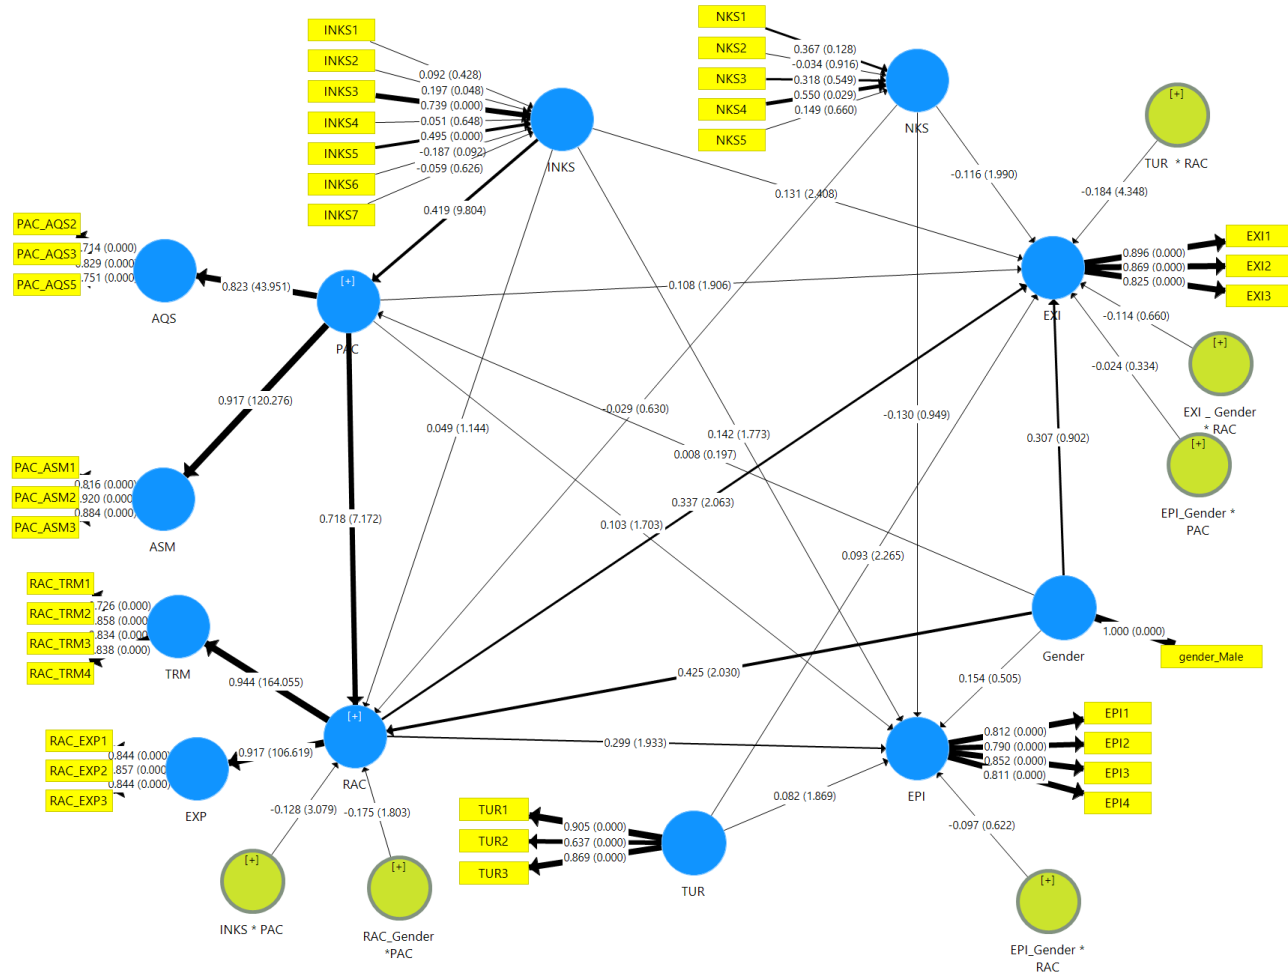 INKS1
INKS2
INKS3
INKS4
INKS5
INKS6
INKS7
0.092 (0.428)
0.197 (0.048)
0.739 (0.000)
0.051 (0.648)
0.495 (0.000)
-0.187 (0.092)
-0.059 (0.626)
INKS
NKS1
NKS2
NKS3
NKS4
NKS5
0.367 (0.128)
-0.034 (0.916)
0.318 (0.549)
0.550 (0.029)
0.149 (0.660)
NKS
[+]
TUR * RAC
-0.116 (1.990)
-0.184 (4.348)
0.131 (2.408)
0.419 (9.804)
PAC_AQS2
PAC_AQS3
PAC_AQS5
.714 (0.000)
0.829 (0.000)
.751 (0.000)
AQS
0.823 (43.951)
[+]
PAC
0.108 (1.906)
0.896 (0.000)
0.869 (0.000)
0.825 (0.000)
EXI1
EXI2
EXI3
EXI
-0.114 (0.660)
[+]
EXI _ Gender
* RAC
-0.024 (0.334)
[+]
EPI_Gender *
PAC
0.917 (120.276)
0.049 (1.144)
-0.029 (0.630)
-0.130 (0.949)
0.142 (1.773)
0.008 (0.197)
0.307 (0.902)
PAC_ASM1
PAC_ASM2
PAC_ASM3
0.816 (0.000)
.920 (0.000)
0.884 (0.000)
ASM
0.718 (7.172)
0.337 (2.063)
0.103 (1.703)
0.093 (2.265)
RAC_TRM1
RAC_TRM2
RAC_TRM3
RAC_TRM4
.726 (0.000)
.858 (0.000)
.834 (0.000)
.838 (0.000)
TRM
0.944 (164.055)
0.425 (2.030)
Gender
1.000 (0.000)
gender_Male
0.154 (0.505)
RAC_EXP1
RAC_EXP2
RAC_EXP3
0.844 (0.000)
.857 (0.000)
0.844 (0.000)
EXP
0.917 (106.619)
[+]
RAC
0.299 (1.933)
0.812 (0.000)
0.790 (0.000)
0.852 (0.000)
0.811 (0.000)
EPI1
EPI2
EPI3
EPI4
EPI
0.082 (1.869)
-0.128 (3.079)
-0.175 (1.803)
TUR1
TUR2
TUR3
0.905 (0.000)
0.637 (0.000)
0.869 (0.000)
TUR
-0.097 (0.622)
[+]
INKS * PAC
[+]
RAC_Gender
*PAC
[+]
EPI_Gender *
RAC